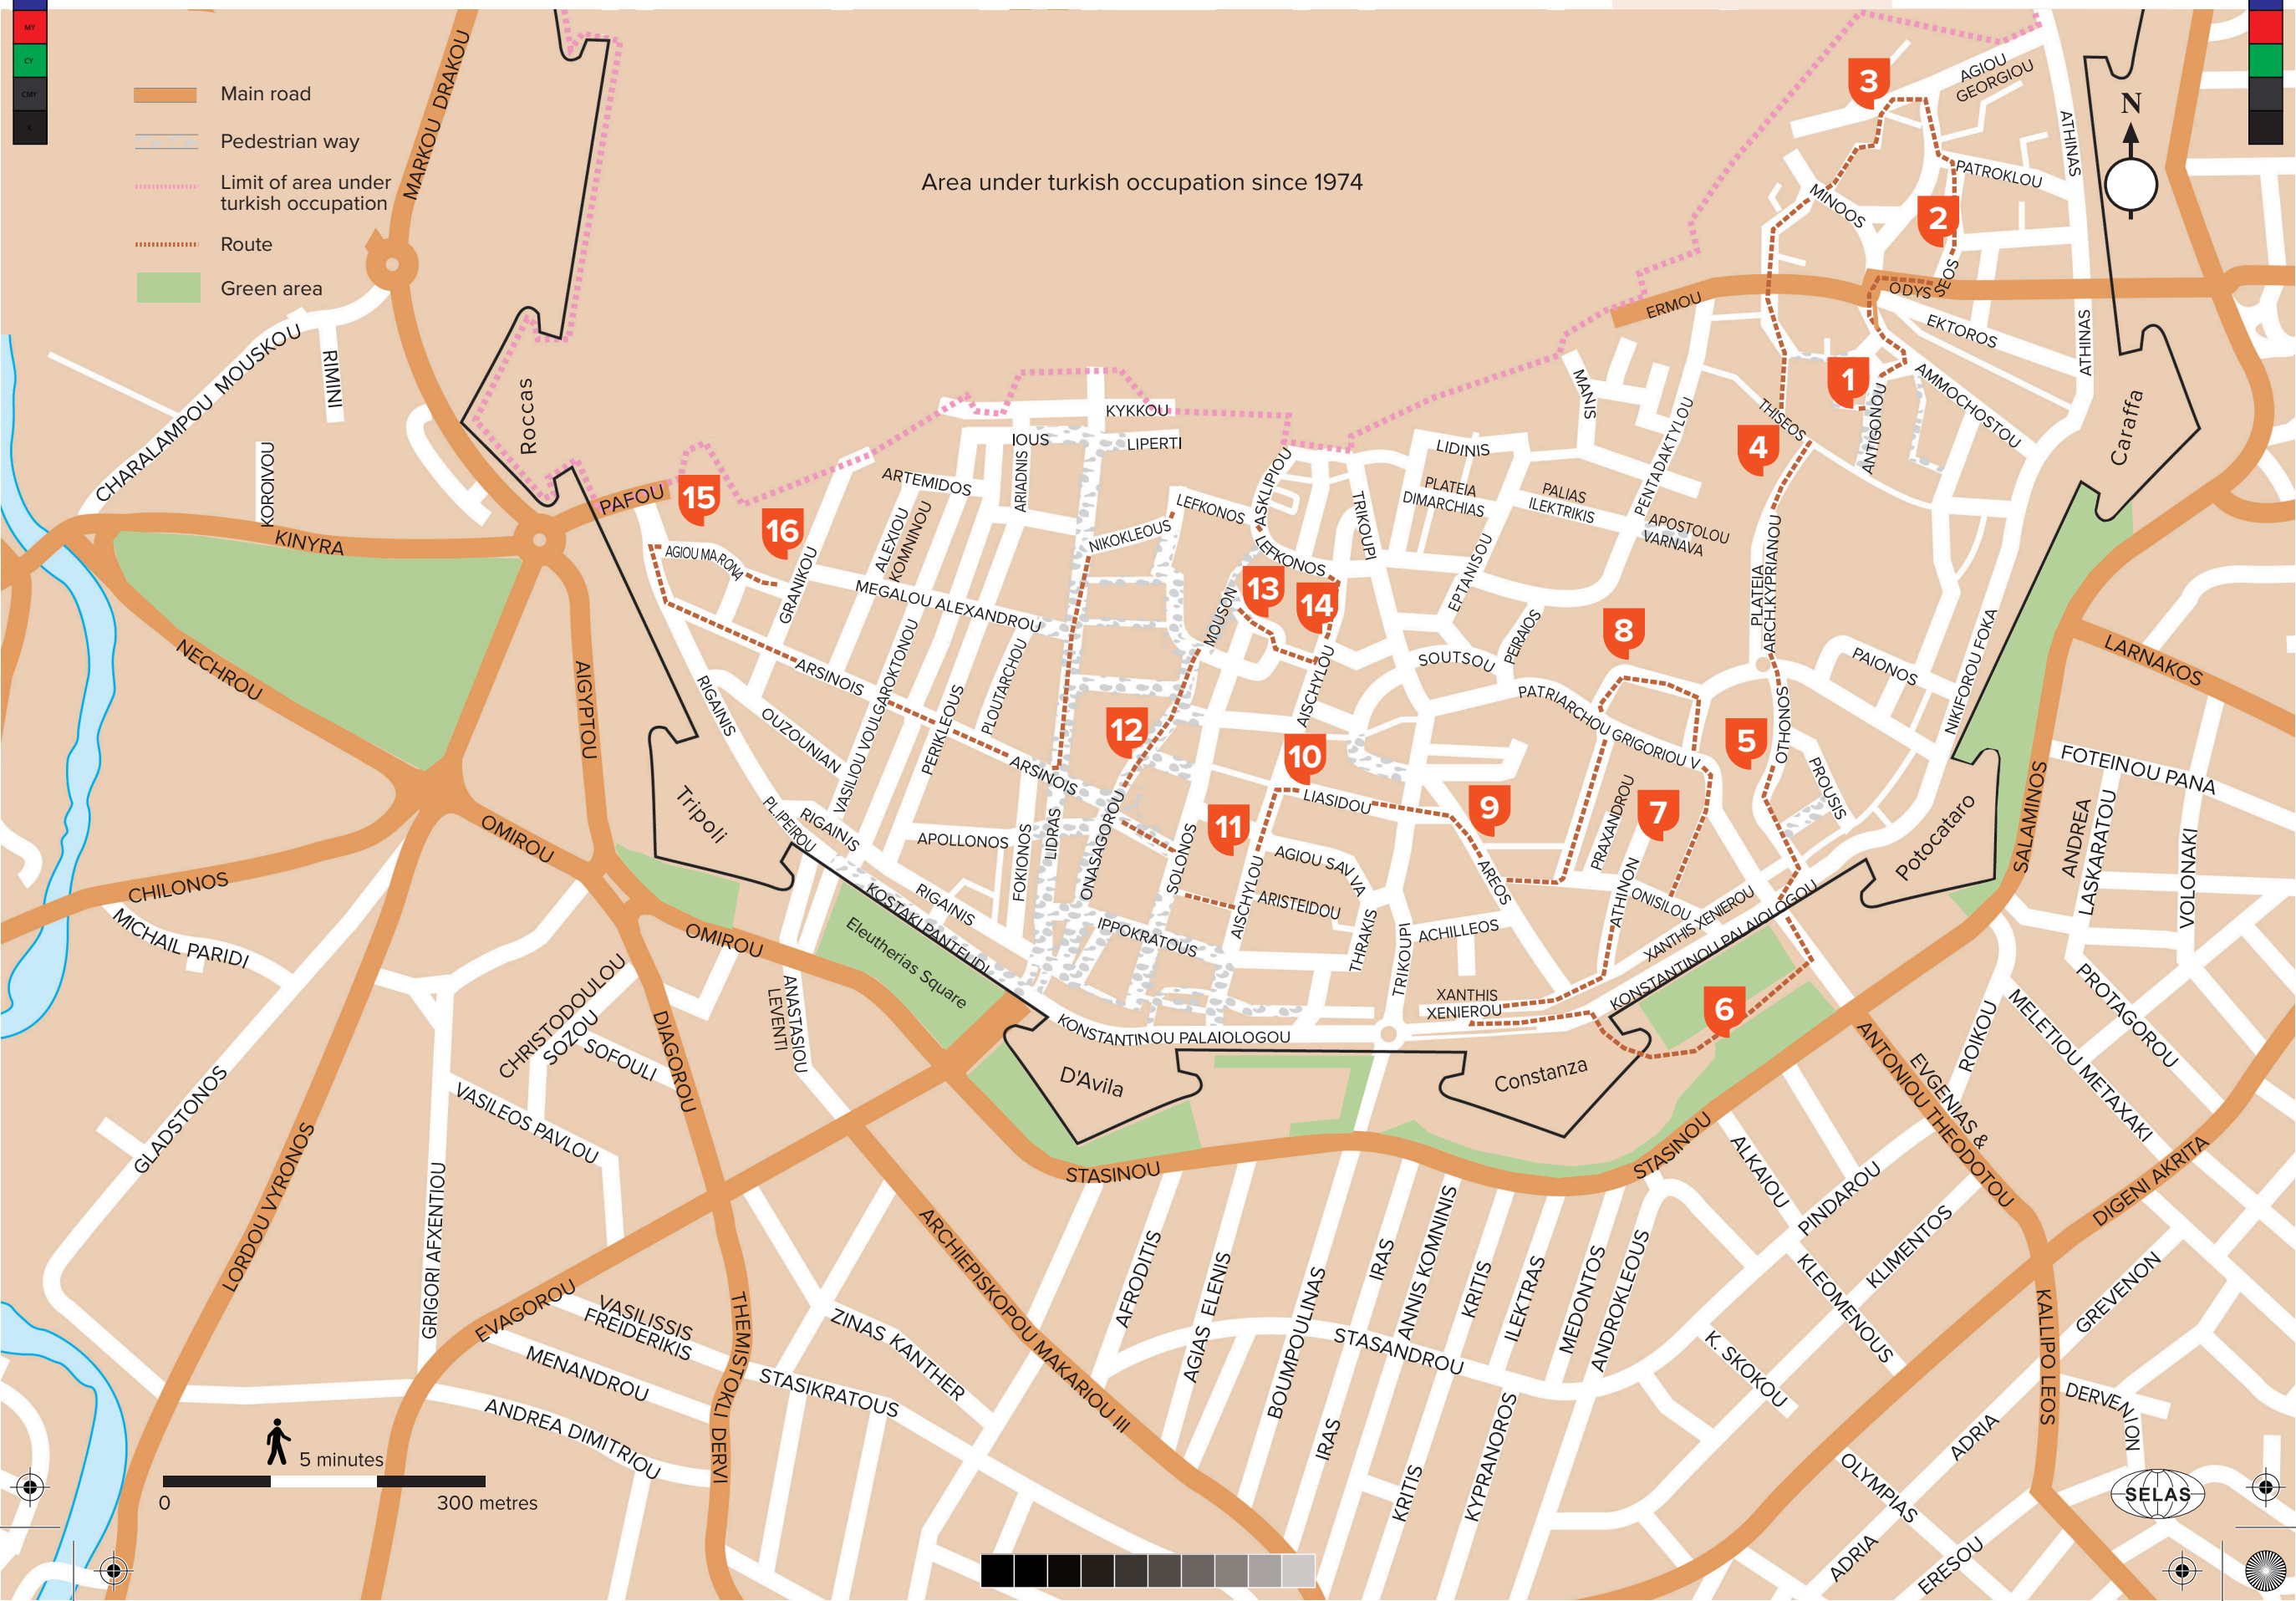 MY
CY
CMY
K
Main road
Pedestrian way
Limit of area under
turkish occupation
Route
Green area
Area under turkish occupation since 1974
N
MARKOU DRAKOU
CHARALAMPOU MOUSKOU
RIMINI
KOROIVOU
KINYRA
NECHROU
Roccas
PAFOU
AIGYPTOU
Tripoli
OMIROU
CHILONOS
MICHAIL PARIDI
GLADSTONOS
LORDOU VYRONOS
CHRISTODOULOU
SOZOU
SOFOULI
VASILEOS PAVLOU
GRIGORI AFXENTIOU
DIAGOROU
OMIROU
ANASTASIOU
LEVENTI
Eleutherias Square
KOSTAKI PANTELIDI
EVAGOROU
VASILISSIS
FREIDERIKIS
MENANDROU
ANDREA DIMITRIOU
THEMISTOKLI DERVI
STASIKRATOUS
ZINAS KANTHER
ARCHIEPISKOPOU MAKARIOU III
5 minutes
0
300 metres
15
16
AGIOU MA-RONA
GRANIKOU
ARTEMIDOS
ALEXIOU
KOMNINOU
MEGALOU ALEXANDROU
ARSINOIS
RIGAINIS
OUZOUNIAN
VASILIOU VOULGAROKTONOU
PERIKLEOUS
PLOUTARCHOU
ARSINOIS
PL.IPEIROU
RIGAINIS
RIGAINIS
APOLLONOS
FOKIONOS
LIDRAS
ONASAGOROU
IPPOKRATOUS
SOLONOS
KYKKOU
IOUS
LIPERTI
ARIADNIS
NIKOKLEOUS
LEFKONOS
ASKLIPIOU
LEFKONOS
MOUSON
13
14
12
10
11
AISCHYLOU
LIASIDOU
AGIOU SAV VA
ARISTEIDOU
AISCHYLOU
THRAKIS
TRIKOUPI
TRIKOUPI
ACHILLEOS
XANTHIS
XENIEROU
KONSTANTINOU PALAIOLOGOU
D'Avila
Constanza
STASINOU
STASINOU
LIDINIS
PLATEIA
DIMARCHIAS
PALIAS
ILEKTRIKIS
MANIS
PENTADAKTYLOU
APOSTOLOU
VARNAVA
EPTANISOU
PEIRAIOS
SOUTSOU
PATRIARCHOU GRIGORIOU V
8
9
7
5
AREOS
PRAXANDROU
ATHINON
ONISILOU
XANTHIS XENIEROU
KONSTANTINOU PALAIOLOGOU
6
OTHONOS
PROUSIS
PAIONOS
NIKIFOROU FOKA
PLATEIA
ARCH.KYPRIANOU
THISEOS
4
1
ANTIGONOU
AMMOCHOSTOU
EKTOROS
ERMOU
ODYS
SEOS
MINOOS
2
3
PATROKLOU
AGIOU
GEORGIOU
ATHINAS
ATHINAS
Caraffa
Potocataro
SALAMINOS
LARNAKOS
FOTEINOU PANA
ANDREA
LASKARATOU
VOLONAKI
PROTAGOROU
MELETIOU METAXAKI
ROIKOU
EVGENIAS &
ANTONIOU THEODOTOU
DIGENI AKRITA
ALKAIOU
PINDAROU
KLIMENTOS
KLEOMENOUS
K. SKOKOU
GREVENON
KALLIPO LEOS
DERVENION
ADRIA
OLYMPIAS
ADRIA
ERESOU
AFRODITIS
AGIAS ELENIS
BOUMPOULINAS
IRAS
IRAS
ANNIS KOMNINIS
STASANDROU
KRITIS
KRITIS
ILEKTRAS
MEDONTOS
ANDROKLEOUS
KYPRANOROS
SELAS